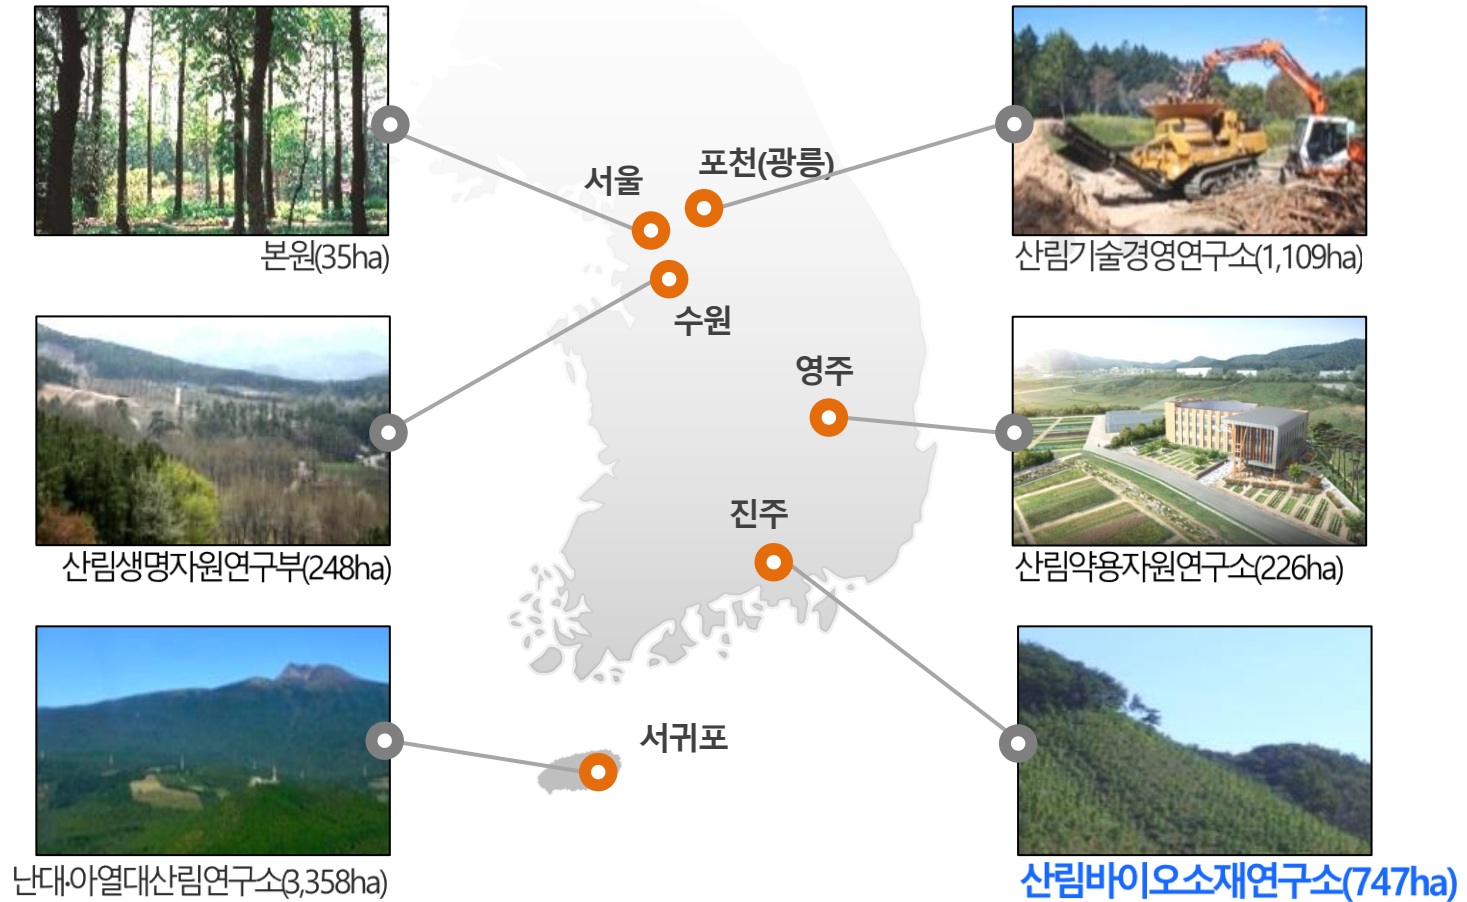 포천(광릉)
서울
본원(35ha)
산림기술경영연구소(1,109ha)
수원
영주
진주
산림생명자원연구부(248ha)
산림약용자원연구소(226ha)
서귀포
난대·아열대산림연구소(3,358ha)
산림바이오소재연구소(747ha)